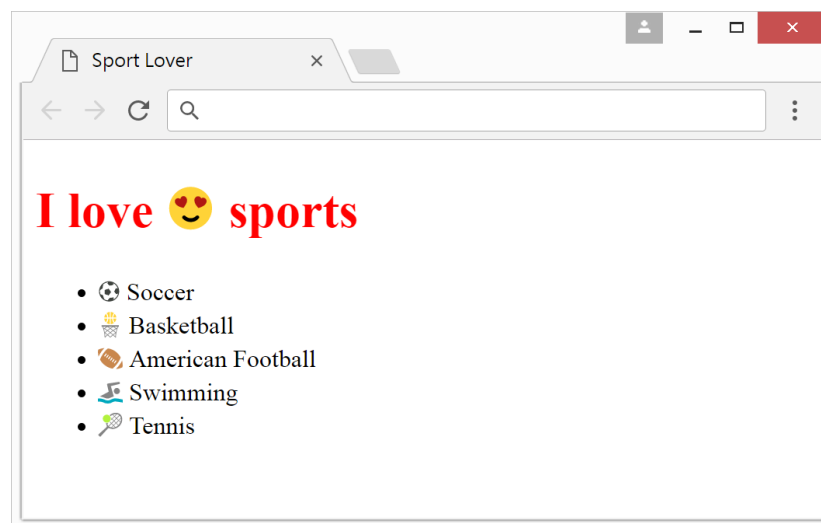 Sport Lover
I love 😍 sports
• ⚽ Soccer
• 🏀 Basketball
• 🏈 American Football
• 🏊 Swimming
• 🎾 Tennis